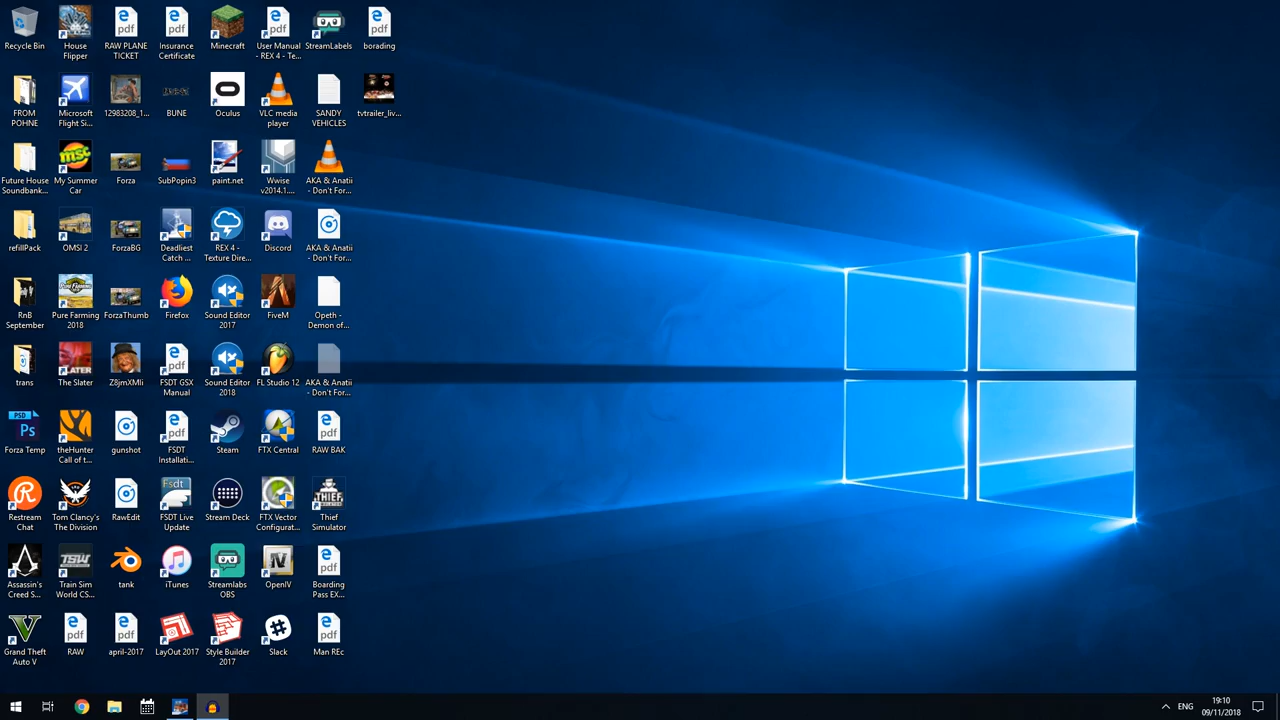 Recycle Bin
House
Flipper
RAW PLANE
TICKET
Insurance
Certificate
Minecraft
User Manual
- REX 4 - Te...
StreamLabels
borading
FROM
POHNE
Microsoft
Flight Si...
12983208_1...
BUNE
Oculus
VLC media
player
SANDY
VEHICLES
tvtrailer_liv...
Future House
Soundbank...
My Summer
Car
Forza
SubPopin3
paint.net
Wwise
v2014.1....
AKA & Anatii
- Don't For...
refillPack
OMSI 2
ForzaBG
Deadliest
Catch ...
REX 4 -
Texture Dire...
Discord
AKA & Anatii
- Don't For...
RnB
September
Pure Farming
2018
ForzaThumb
Firefox
Sound Editor
2017
FiveM
Opeth -
Demon of...
trans
The Slater
Z8jmXMIi
FSDT GSX
Manual
Sound Editor
2018
FL Studio 12
AKA & Anatii
- Don't For...
Forza Temp
theHunter
Call of t...
gunshot
FSDT
Installati...
Steam
FTX Central
RAW BAK
Restream
Chat
Tom Clancy's
The Division
RawEdit
FSDT Live
Update
Stream Deck
FTX Vector
Configurat...
Thief
Simulator
Assassin's
Creed S...
Train Sim
World CS...
tank
iTunes
Streamlabs
OBS
OpenIV
Boarding
Pass EX...
Grand Theft
Auto V
RAW
april-2017
LayOut 2017
Style Builder
2017
Slack
Man REc
ENG
19:10
09/11/2018